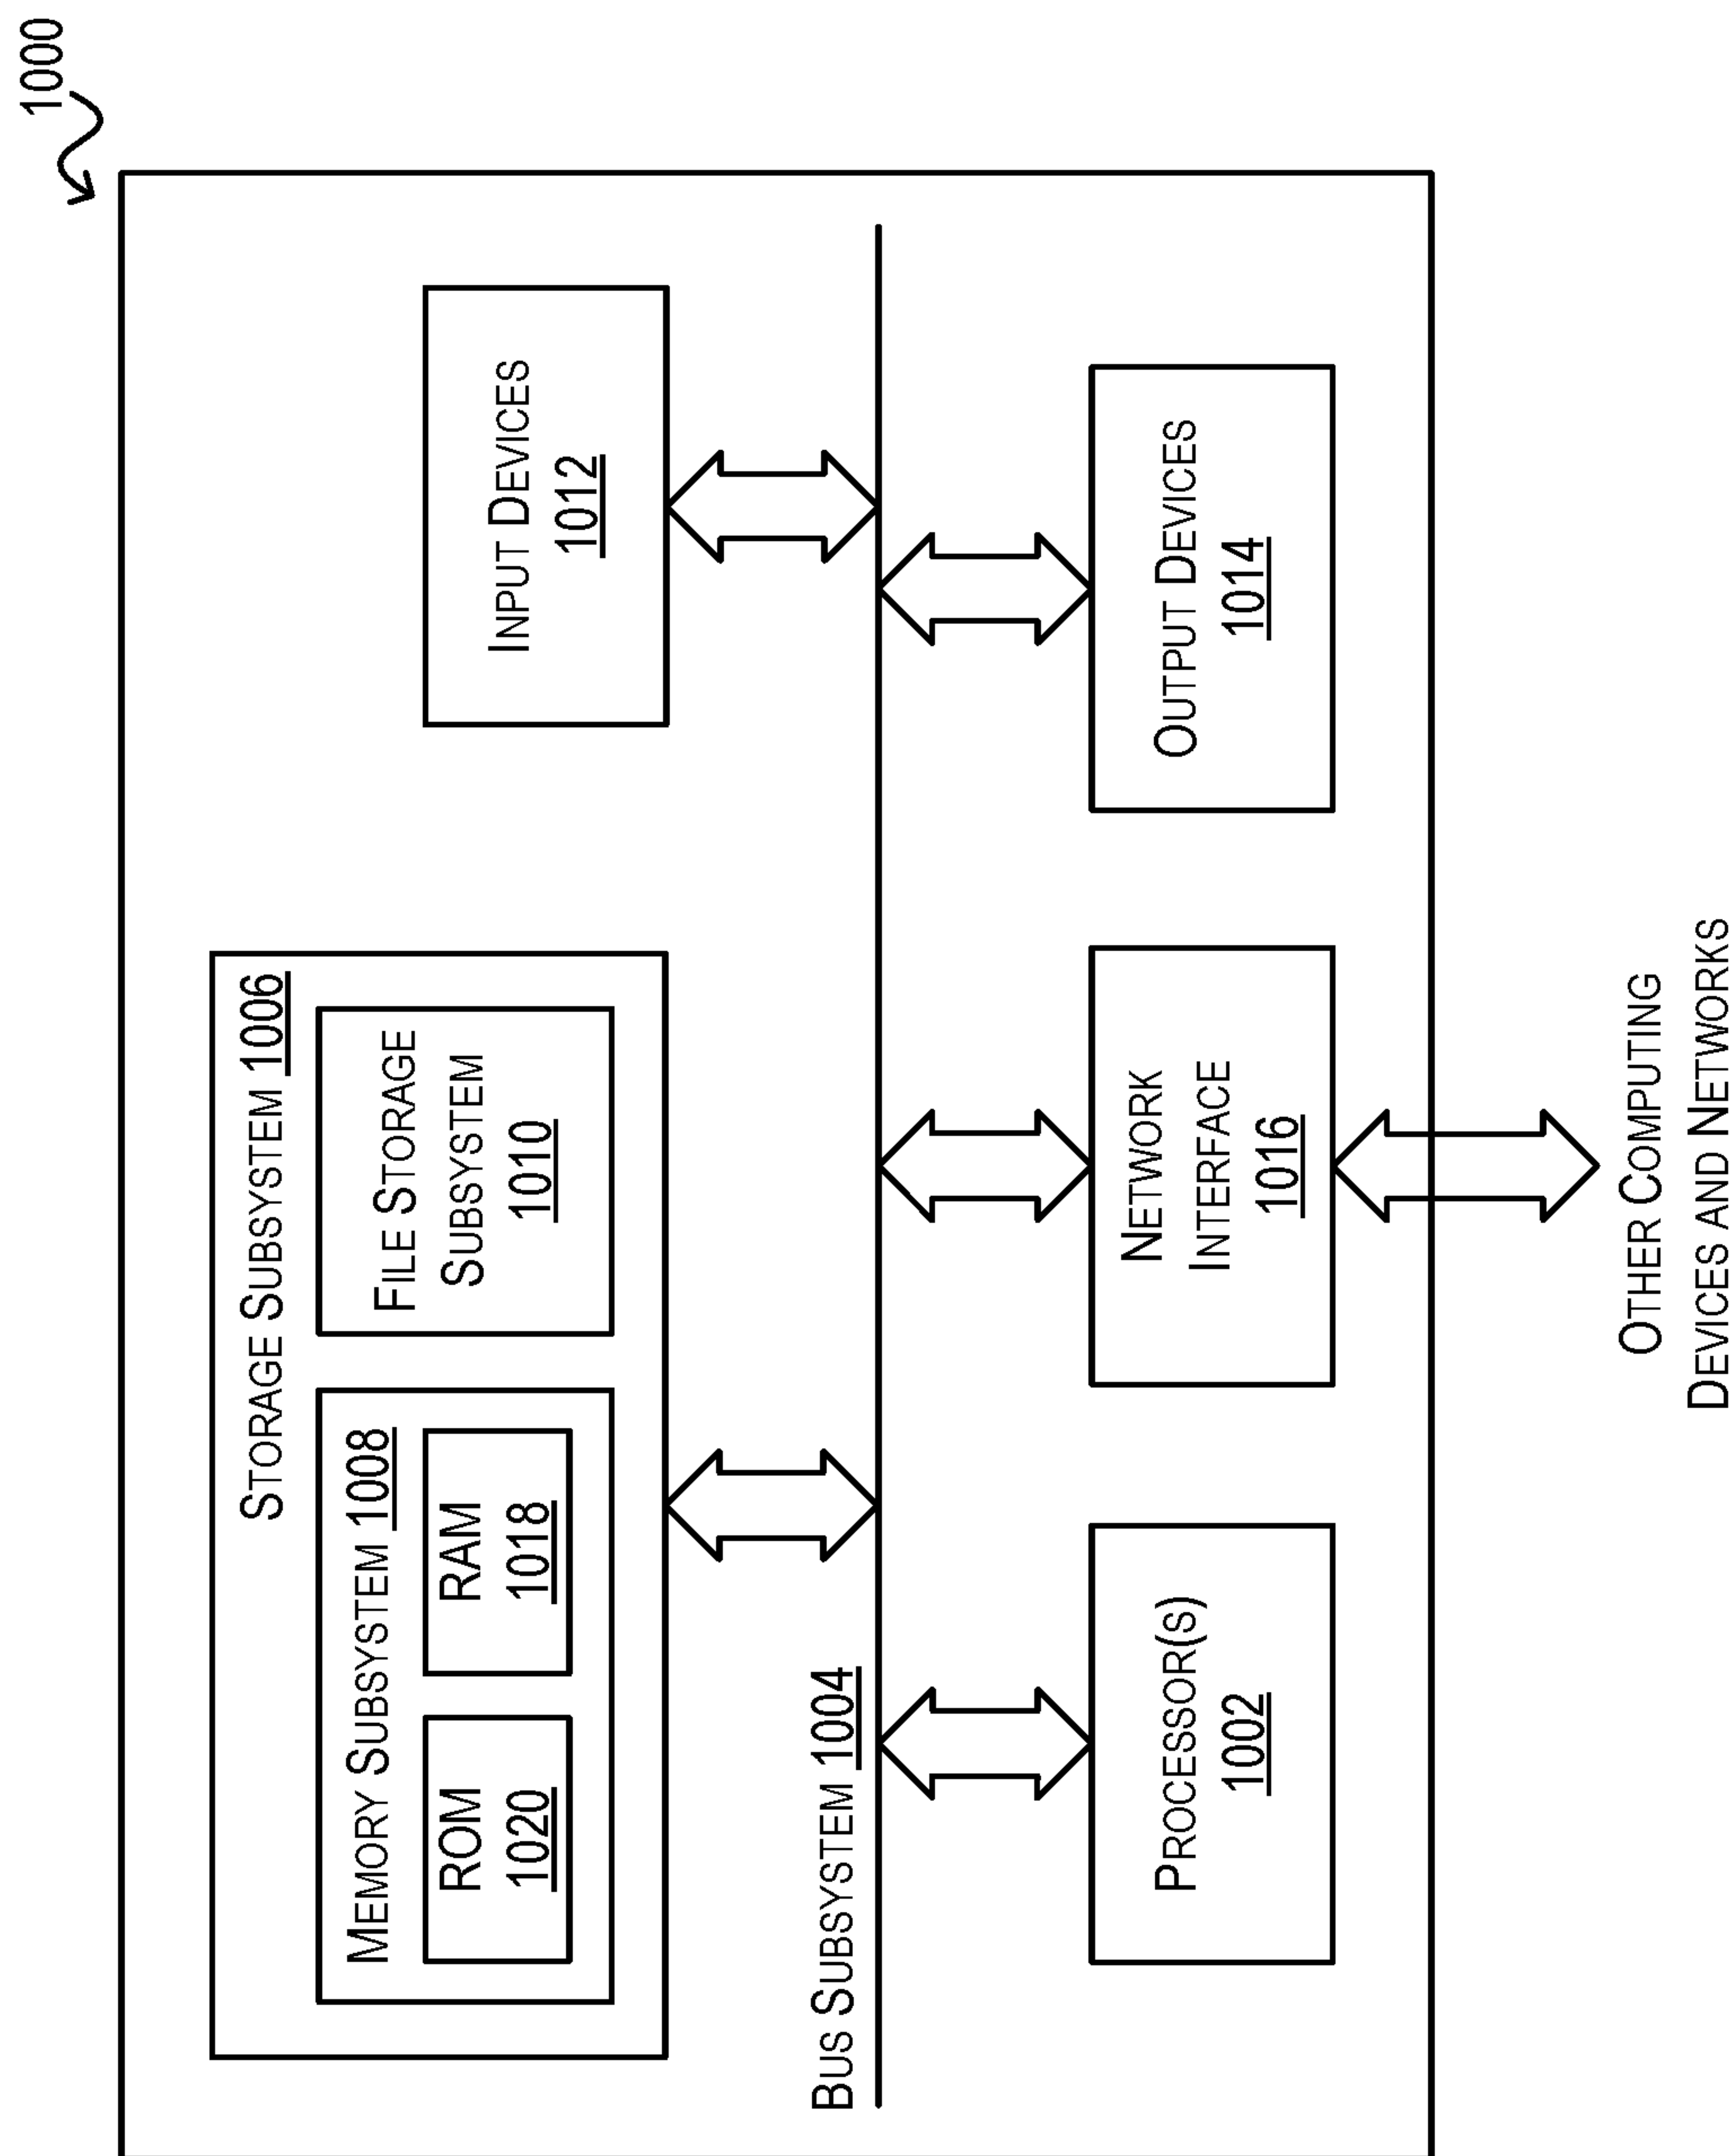 1000
STORAGE SUBSYSTEM 1006
MEMORY SUBSYSTEM 1008
ROM
1020
RAM
1018
FILE STORAGE
SUBSYSTEM
1010
INPUT DEVICES
1012
BUS SUBSYSTEM 1004
PROCESSOR(S)
1002
NETWORK
INTERFACE
1016
OUTPUT DEVICES
1014
OTHER COMPUTING
DEVICES AND NETWORKS